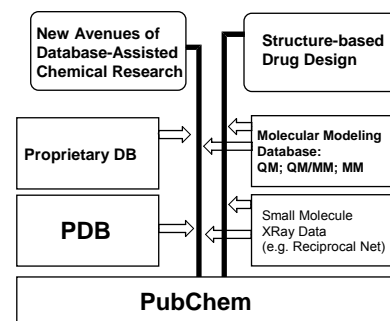 New Avenues of
Database-Assisted
Chemical Research
Structure-based
Drug Design
Proprietary DB
Molecular Modeling
Database:
QM; QM/MM; MM
PDB
Small Molecule
XRay Data
(e.g. Reciprocal Net)
PubChem